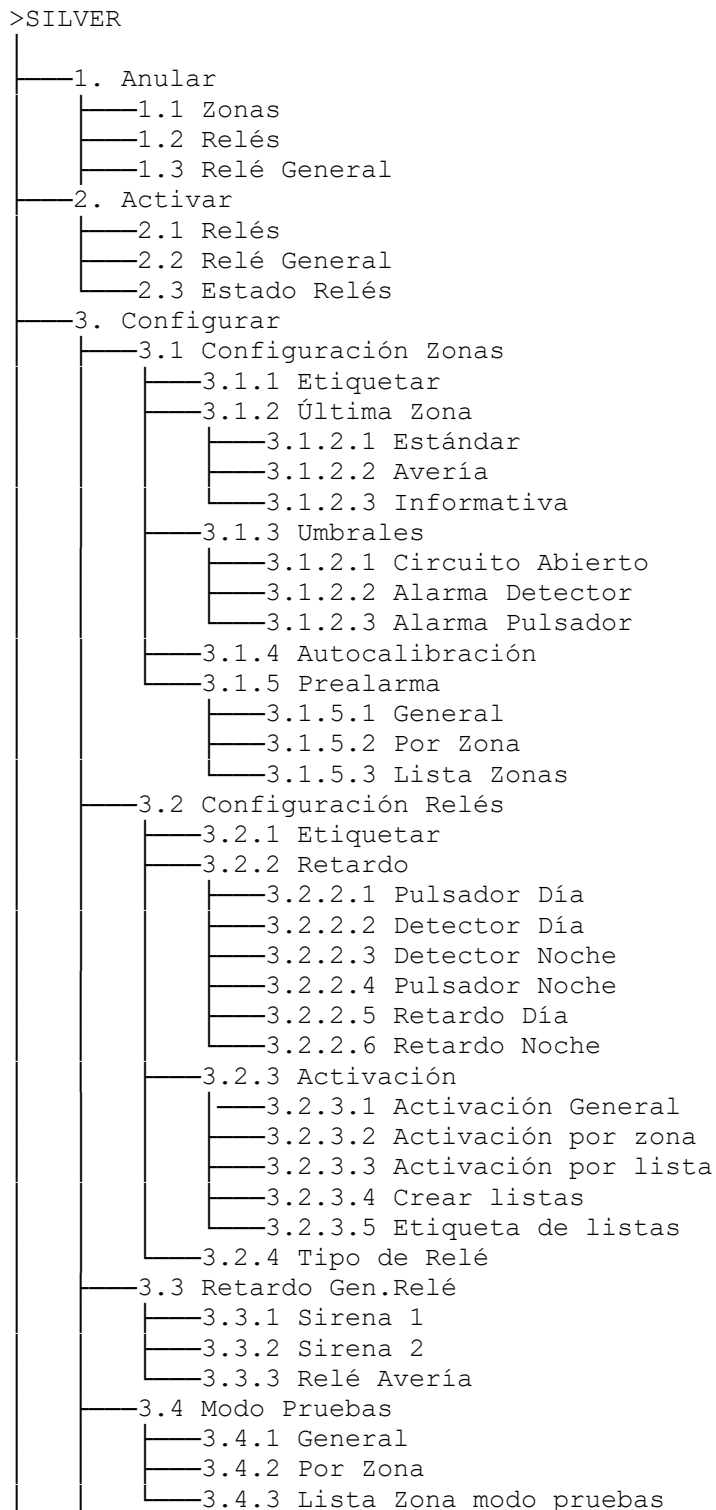 >SILVER
1. Anular
1.1 Zonas
1.2 Relés
1.3 Relé General
2. Activar
2.1 Relés
2.2 Relé General
2.3 Estado Relés
3. Configurar
3.1 Configuración Zonas
3.1.1 Etiquetar
3.1.2 Última Zona
3.1.2.1 Estándar
3.1.2.2 Avería
3.1.2.3 Informativa
3.1.3 Umbrales
3.1.2.1 Circuito Abierto
3.1.2.2 Alarma Detector
3.1.2.3 Alarma Pulsador
3.1.4 Autocalibración
3.1.5 Prealarma
3.1.5.1 General
3.1.5.2 Por Zona
3.1.5.3 Lista Zonas
3.2 Configuración Relés
3.2.1 Etiquetar
3.2.2 Retardo
3.2.2.1 Pulsador Día
3.2.2.2 Detector Día
3.2.2.3 Detector Noche
3.2.2.4 Pulsador Noche
3.2.2.5 Retardo Día
3.2.2.6 Retardo Noche
3.2.3 Activación
3.2.3.1 Activación General
3.2.3.2 Activación por zona
3.2.3.3 Activación por lista
3.2.3.4 Crear listas
3.2.3.5 Etiqueta de listas
3.2.4 Tipo de Relé
3.3 Retardo Gen.Relé
3.3.1 Sirena 1
3.3.2 Sirena 2
3.3.3 Relé Avería
3.4 Modo Pruebas
3.4.1 General
3.4.2 Por Zona
3.4.3 Lista Zona modo pruebas